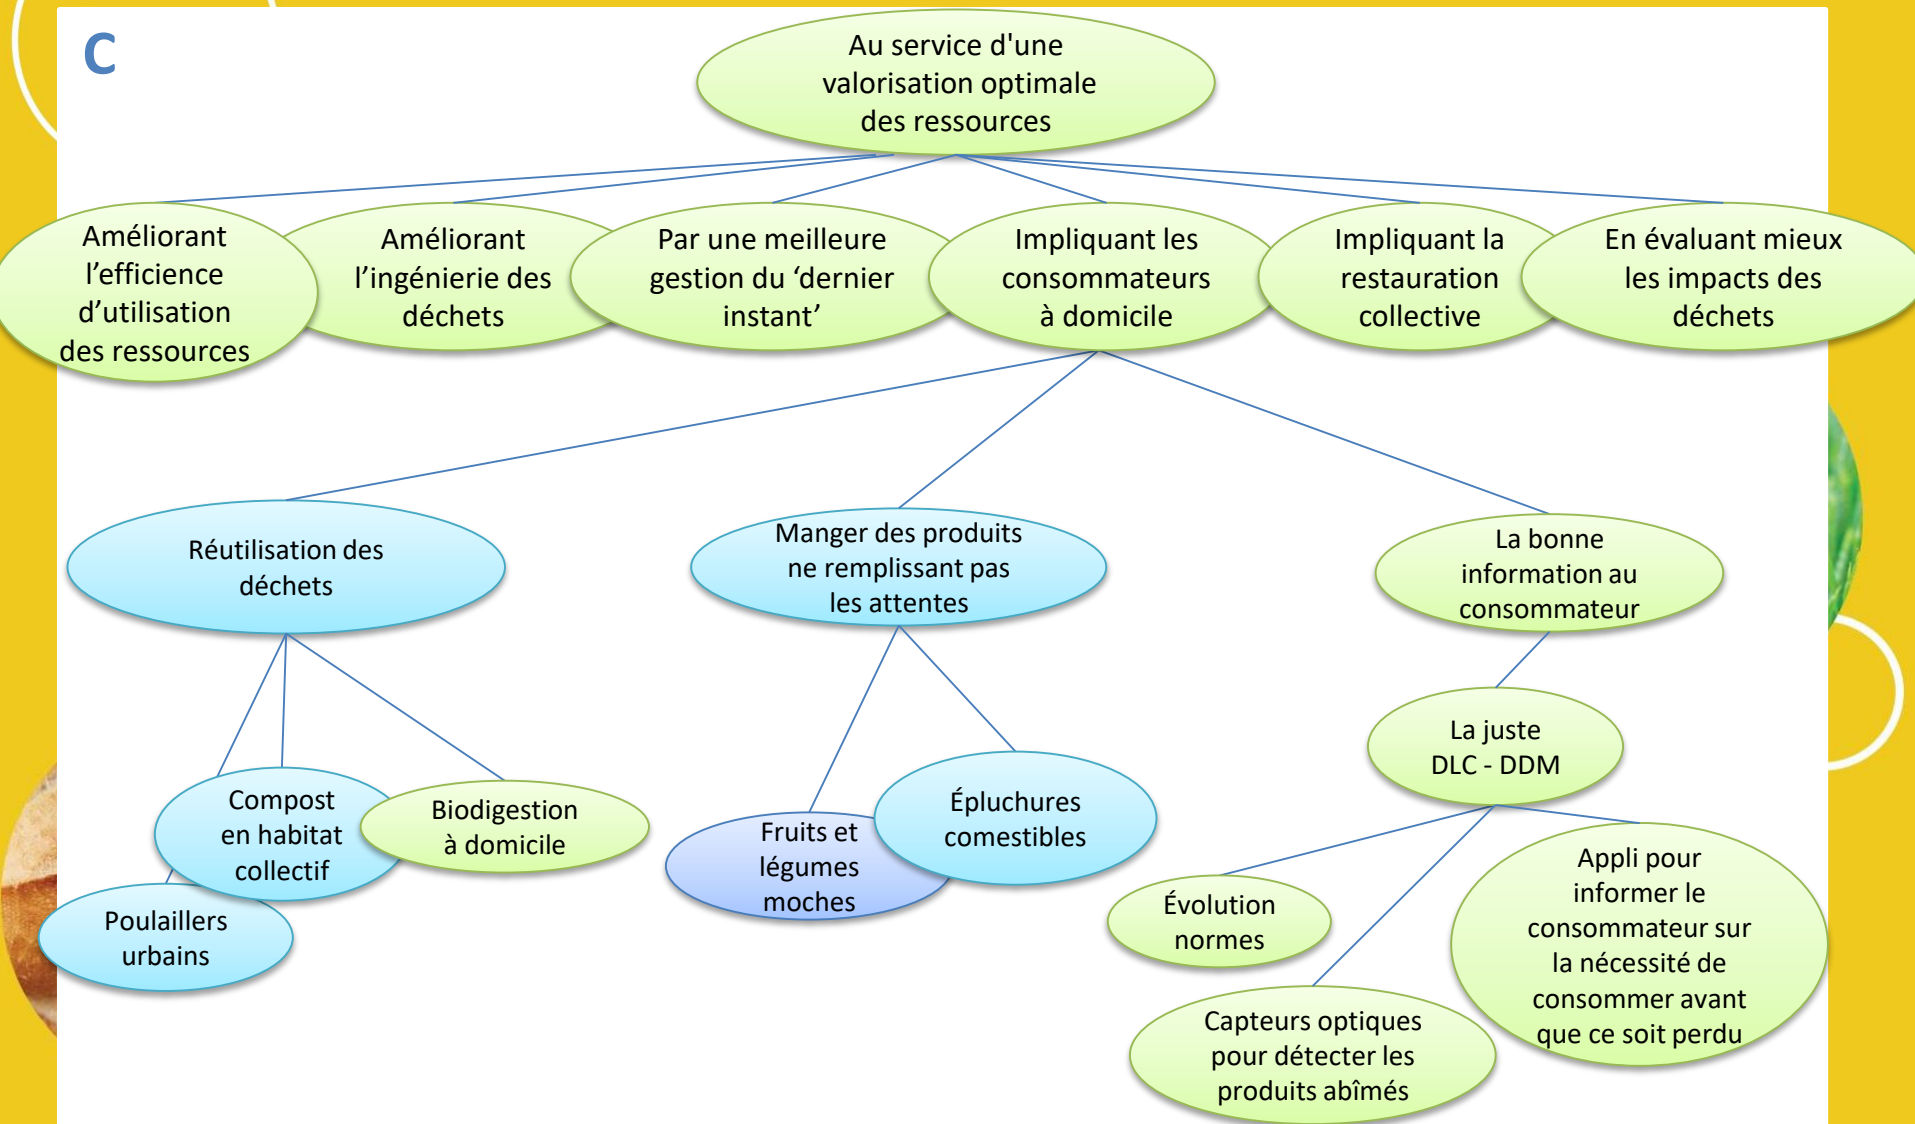 C
Au service d'une
valorisation optimale
des ressources
Améliorant
l’efficience
d’utilisation
des ressources
Améliorant
l’ingénierie des
déchets
Par une meilleure
gestion du ‘dernier
instant’
Impliquant les
consommateurs
à domicile
Impliquant la
restauration
collective
En évaluant mieux
les impacts des
déchets
Réutilisation des
déchets
Manger des produits
ne remplissant pas
les attentes
La bonne
information au
consommateur
La juste
DLC - DDM
Poulaillers
urbains
Compost
en habitat
collectif
Biodigestion
à domicile
Fruits et
légumes
moches
Épluchures
comestibles
Évolution
normes
Capteurs optiques
pour détecter les
produits abîmés
Appli pour
informer le
consommateur sur
la nécessité de
consommer avant
que ce soit perdu